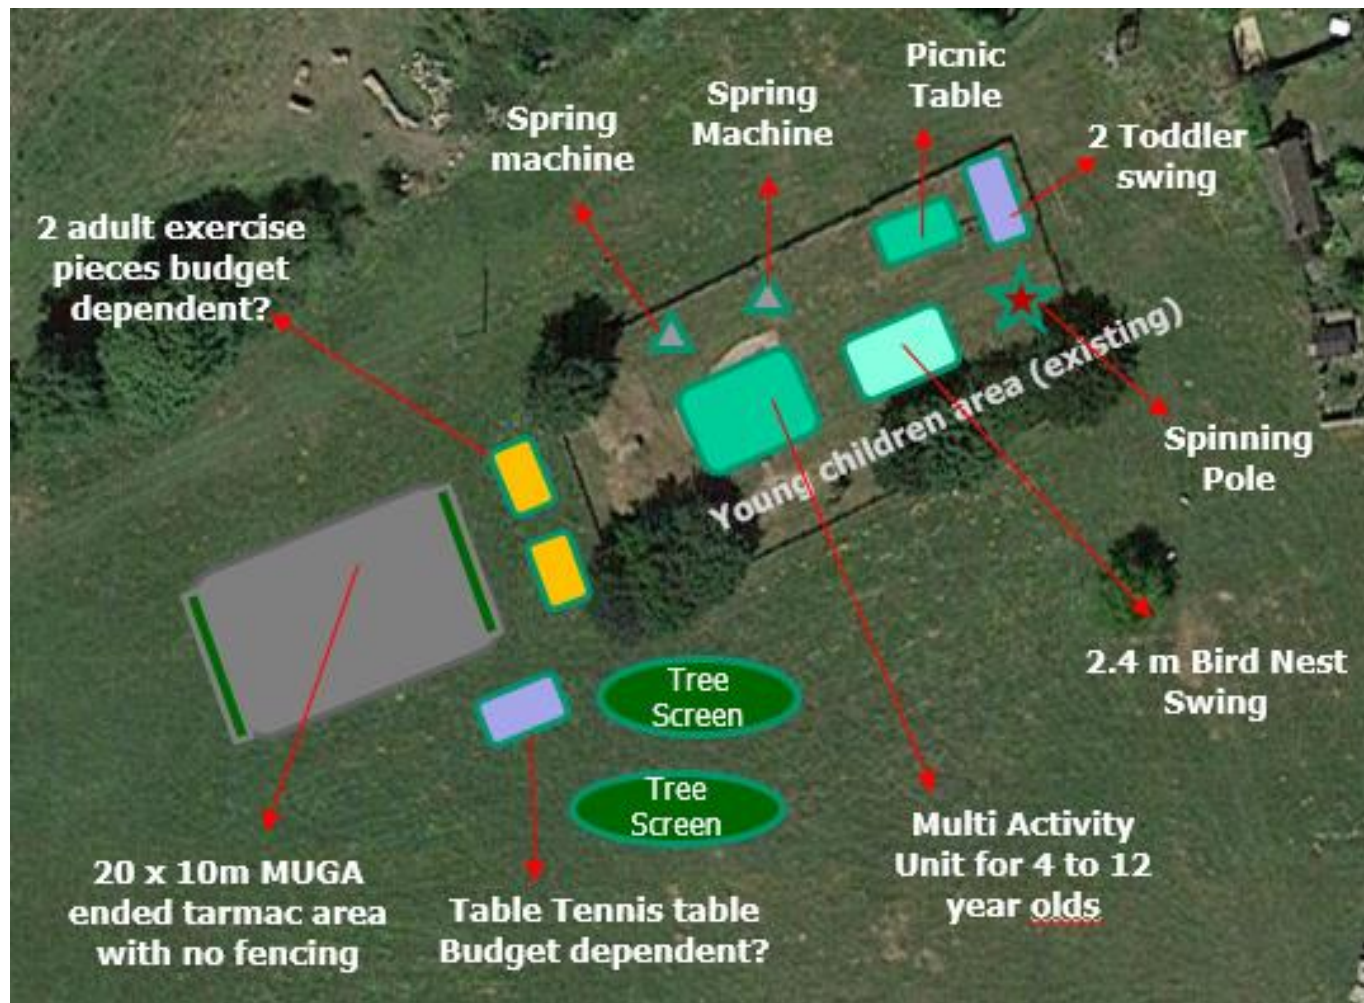 Picnic
Table
Spring
Machine
Spring
machine
2 Toddler
swing
2 adult exercise
pieces budget
dependent?
Young children area (existing)
Spinning
Pole
2.4 m Bird Nest
Swing
Tree
Screen
Tree
Screen
Multi Activity
Unit for 4 to 12
year olds
20 x 10m MUGA
ended tarmac area
with no fencing
Table Tennis table
Budget dependent?